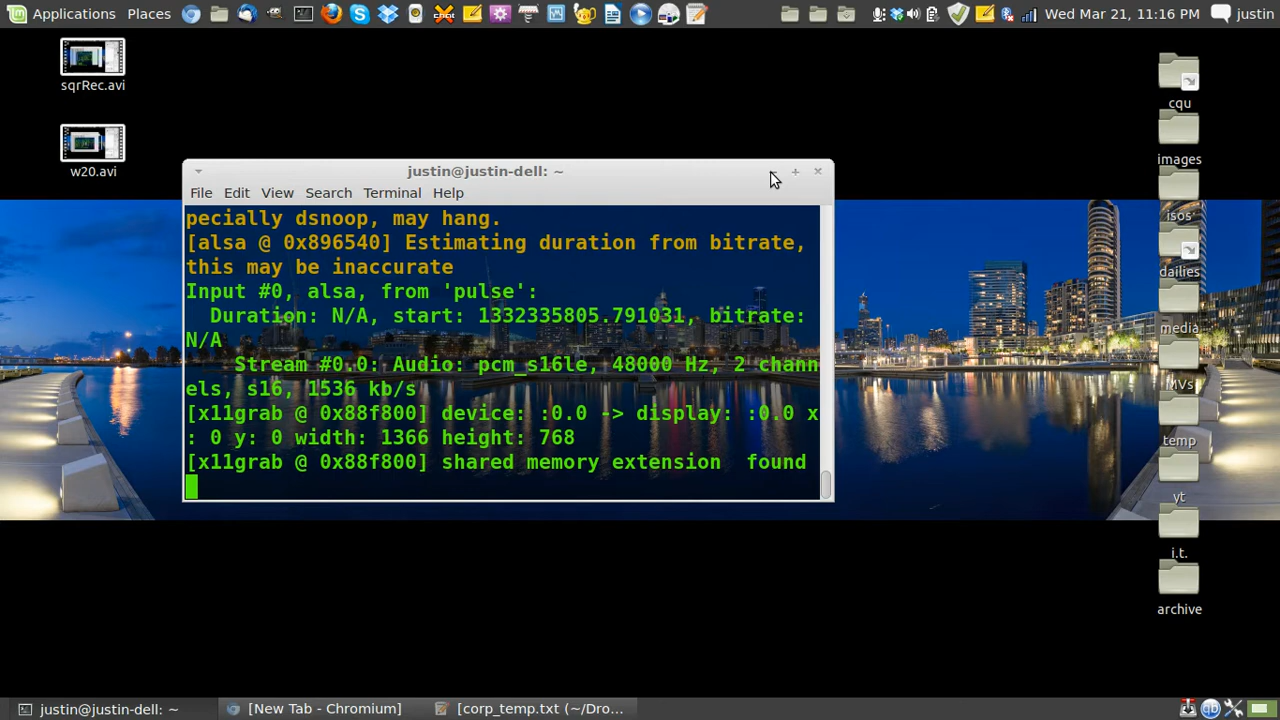 Applications Places
xchat
Wed Mar 21, 11:16 PM justin
sqrRec.avi
w20.avi
justin@justin-dell: ~
File Edit View Search Terminal Help
pecially dsnoop, may hang.
[alsa @ 0x896540] Estimating duration from bitrate,
this may be inaccurate
Input #0, alsa, from 'pulse':
Duration: N/A, start: 1332335805.791031, bitrate:
N/A
Stream #0.0: Audio: pcm_s16le, 48000 Hz, 2 chann
els, s16, 1536 kb/s
[x11grab @ 0x88f800] device: :0.0 -> display: :0.0 x
: 0 y: 0 width: 1366 height: 768
[x11grab @ 0x88f800] shared memory extension  found
cqu
images
isos
dailies
media
MVs
temp
yt
i.t.
archive
justin@justin-dell: ~
[New Tab - Chromium]
[corp_temp.txt (~/Dro...
qb